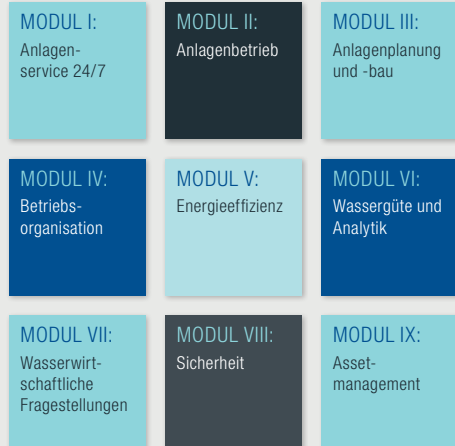 MODUL I:
Anlagen-
service 24/7
MODUL II:
Anlagenbetrieb
MODUL III:
Anlagenplanung
und -bau
MODUL IV:
Betriebs-
organisation
MODUL V:
Energieeffizienz
MODUL VI:
Wassergüte und
Analytik
MODUL VII:
Wasserwirt-
schaftliche
Fragestellungen
MODUL VIII:
Sicherheit
MODUL IX:
Asset-
management